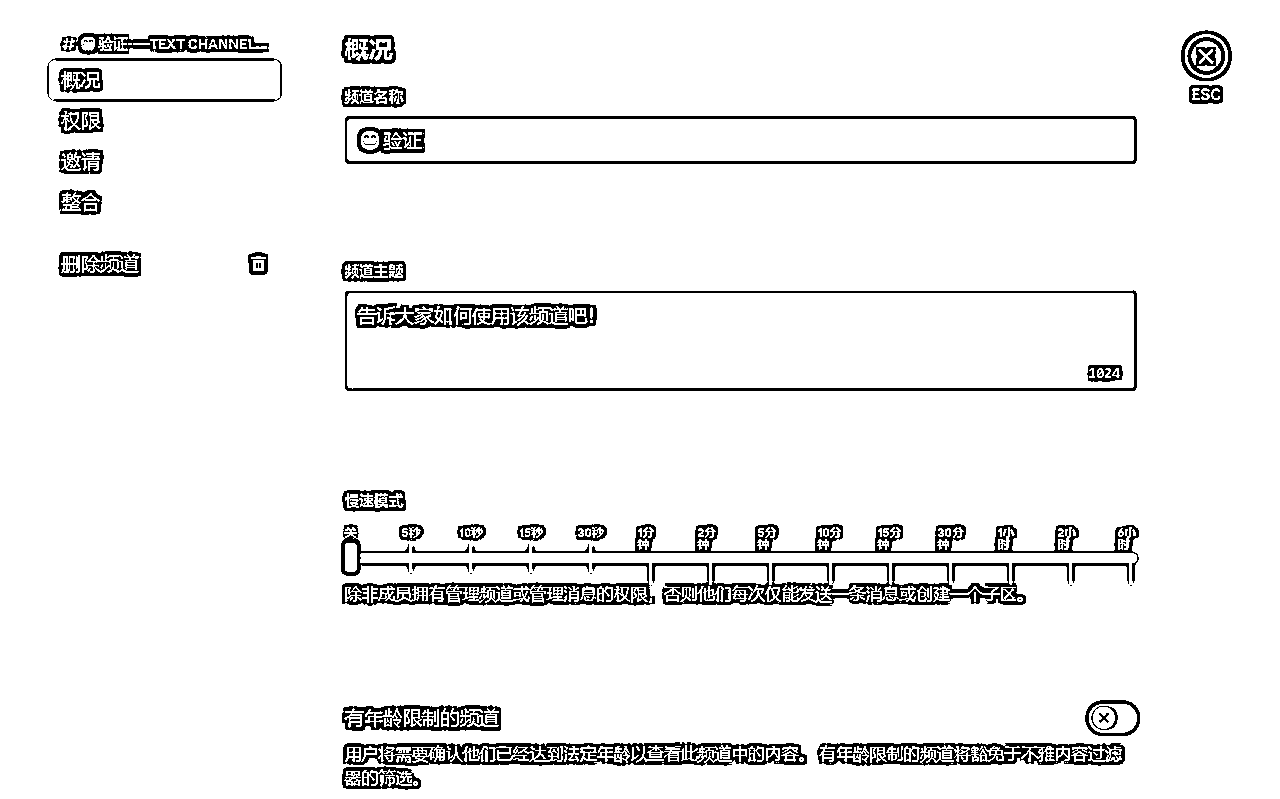 # 😁验证 — TEXT CHANNEL...
概况
权限
邀请
整合
删除频道
概况
频道名称
😁验证
频道主题
告诉大家如何使用该频道吧！
1024
慢速模式
关 5秒 10秒 15秒 30秒 1分钟 2分钟 5分钟 10分钟 15分钟 30分钟 1小时 2小时 6小时
除非成员拥有管理频道或管理消息的权限，否则他们每次仅能发送一条消息或创建一个子区。
有年龄限制的频道
用户将需要确认他们已经达到法定年龄以查看此频道中的内容。 有年龄限制的频道将豁免于不雅内容过滤
器的筛选。
ESC